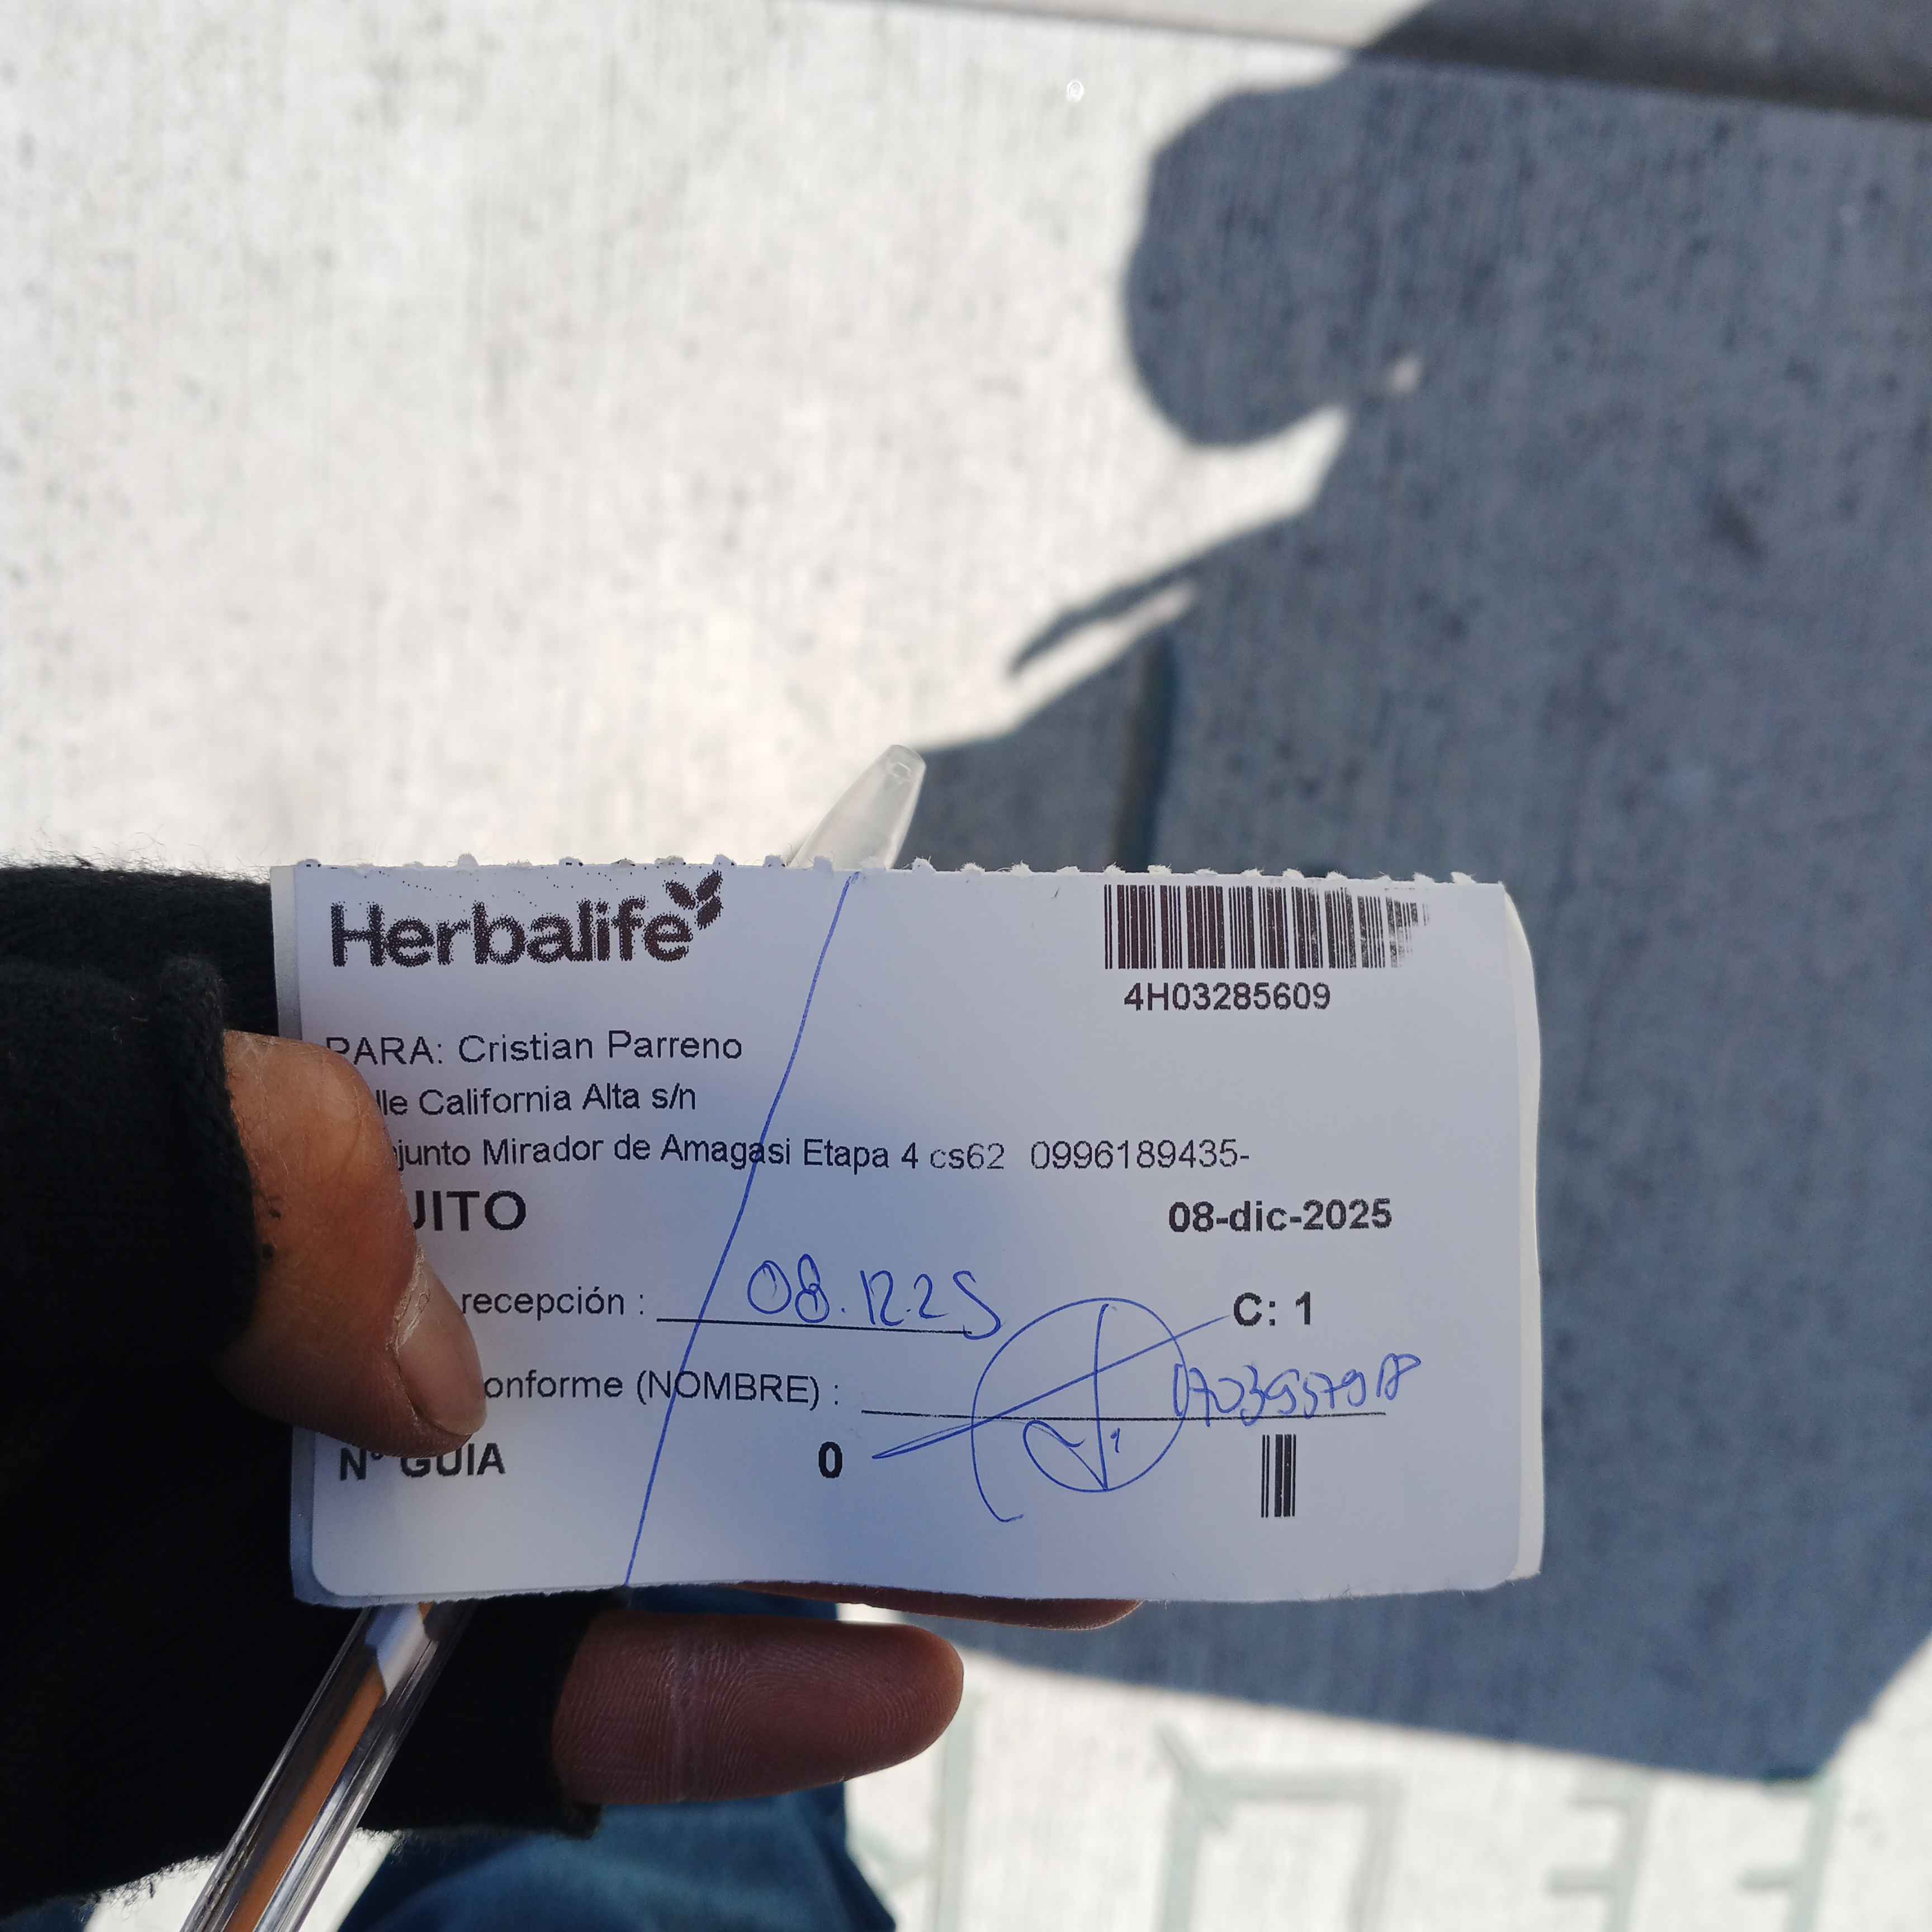 Herbalife
4H03285609
PARA: Cristian Parreno
lle California Alta s/n
junto Mirador de Amagasi Etapa 4 cs62 0996189435-
UITO 08-dic-2025
recepción : 08.12.25 C: 1
onforme (NOMBRE) :
N° GUIA 0